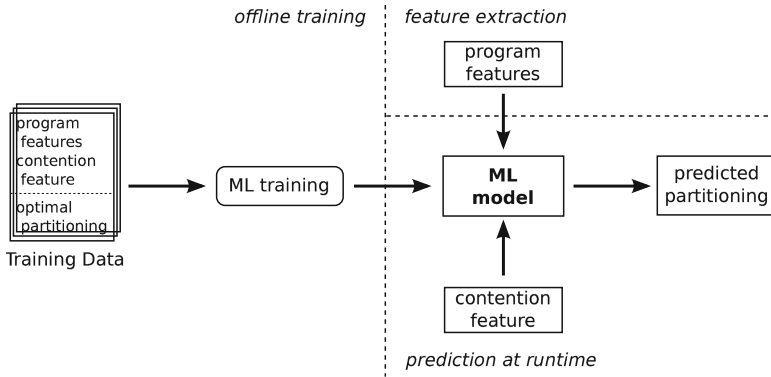 offline training
feature extraction
program
features
program
features
contention
feature
optimal
partitioning
Training Data
ML training
ML
model
predicted
partitioning
contention
feature
prediction at runtime